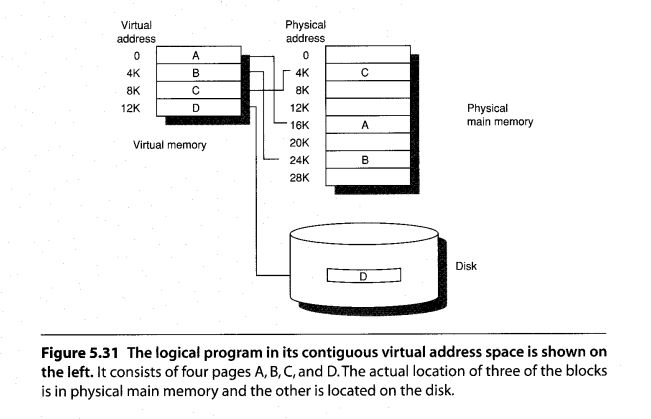 Virtual address
0 A
4K B
8K C
12K D
Virtual memory
Physical address
0
4K C
8K
12K
16K A
20K
24K B
28K
Physical main memory
D
Disk
Figure 5.31 The logical program in its contiguous virtual address space is shown on
the left. It consists of four pages A, B, C, and D. The actual location of three of the blocks
is in physical main memory and the other is located on the disk.